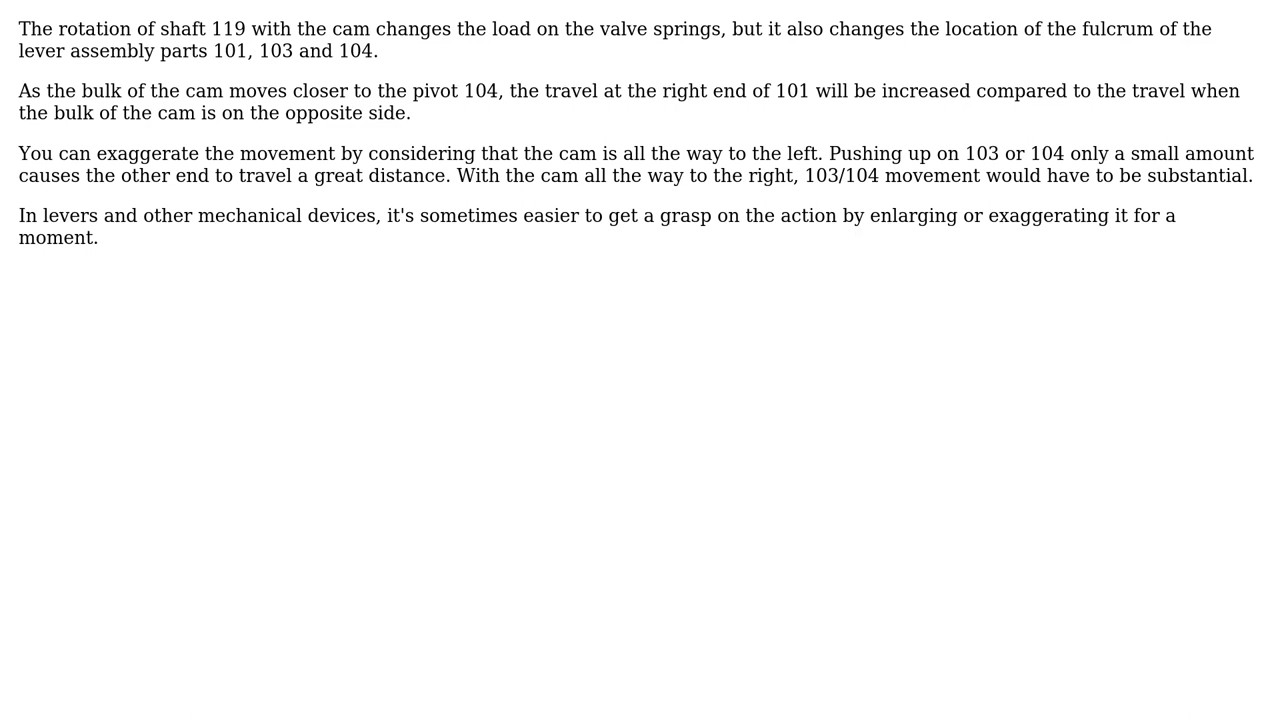 The rotation of shaft 119 with the cam changes the load on the valve springs, but it also changes the location of the fulcrum of the
lever assembly parts 101, 103 and 104.
As the bulk of the cam moves closer to the pivot 104, the travel at the right end of 101 will be increased compared to the travel when
the bulk of the cam is on the opposite side.
You can exaggerate the movement by considering that the cam is all the way to the left. Pushing up on 103 or 104 only a small amount
causes the other end to travel a great distance. With the cam all the way to the right, 103/104 movement would have to be substantial.
In levers and other mechanical devices, it's sometimes easier to get a grasp on the action by enlarging or exaggerating it for a
moment.